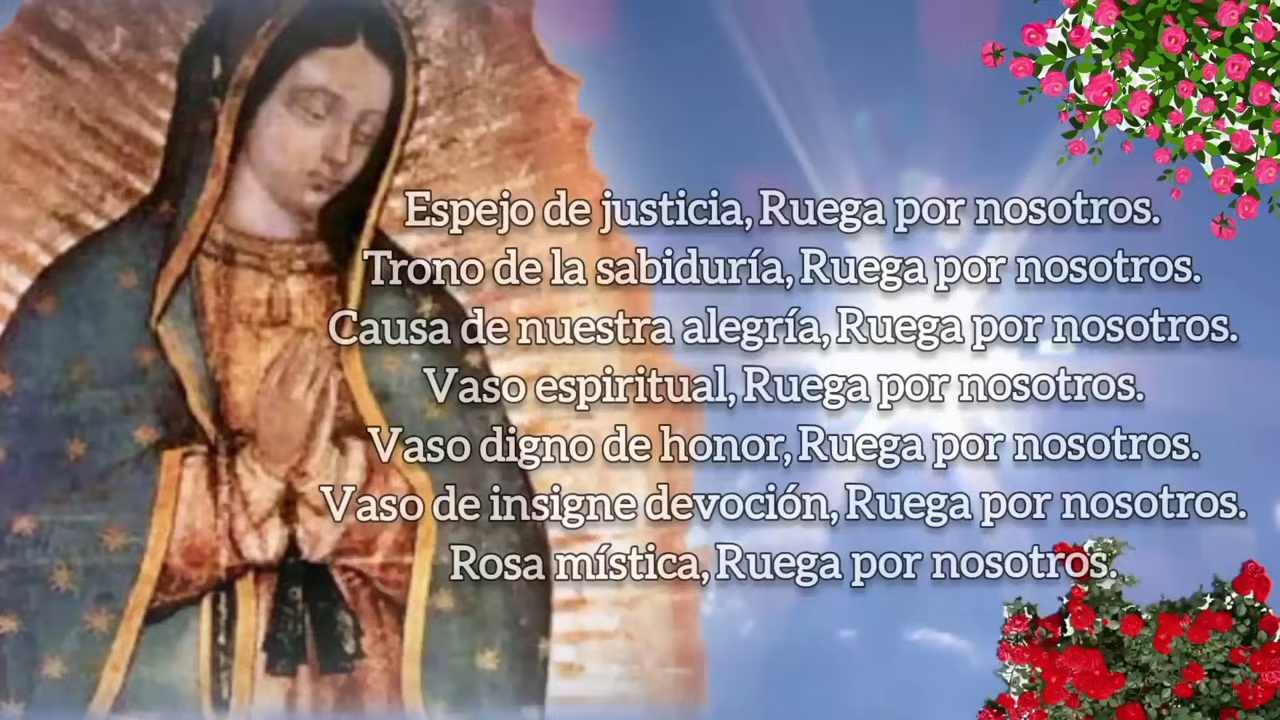 Espejo de justicia, Ruega por nosotros.
Trono de la sabiduría, Ruega por nosotros.
Causa de nuestra alegría, Ruega por nosotros.
Vaso espiritual, Ruega por nosotros.
Vaso digno de honor, Ruega por nosotros.
Vaso de insigne devoción, Ruega por nosotros.
Rosa mística, Ruega por nosotros.